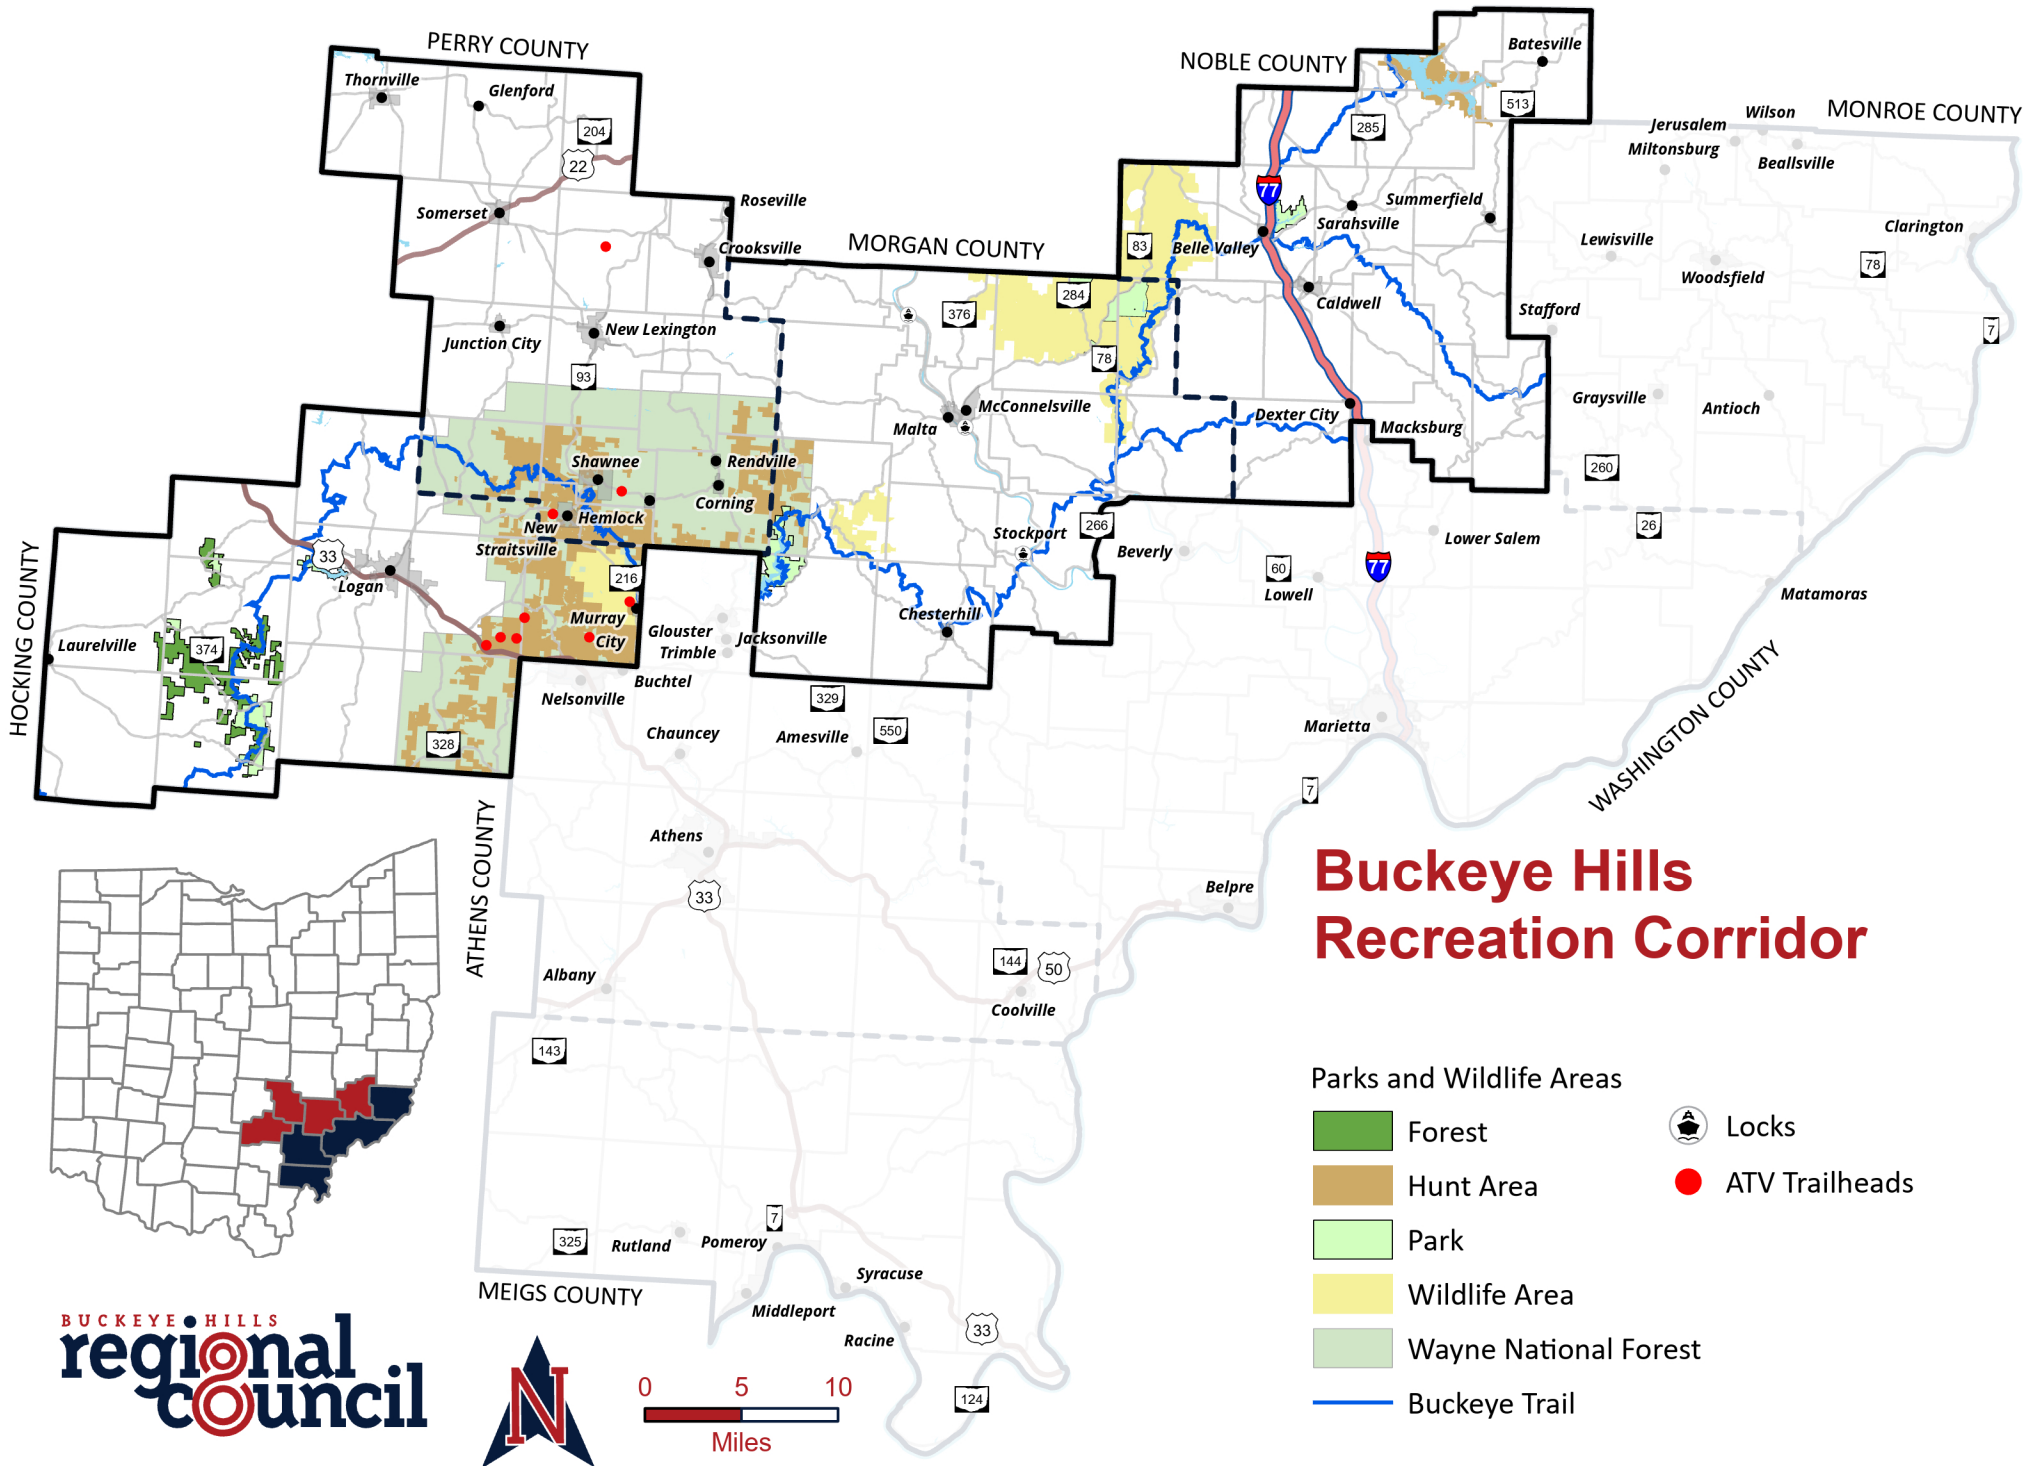 PERRY COUNTY
Thornville
Glenford
204
22
Somerset
Roseville
Crooksville
Junction City
New Lexington
93
NOBLE COUNTY
Batesville
513
285
77
Summerfield
Sarahsville
Belle Valley
83
Caldwell
Dexter City
Macksburg
MONROE COUNTY
Wilson
Jerusalem
Miltonsburg
Beallsville
Clarington
Lewisville
78
Woodsfield
Stafford
7
Graysville
Antioch
260
26
MORGAN COUNTY
376
284
78
McConnelsville
Malta
Stockport
266
Chesterhill
Shawnee
Rendville
Corning
Hemlock
New
Straitsville
216
Murray
City
HOCKING COUNTY
33
Logan
Laurelville
374
328
Glouster
Trimble
Jacksonville
Buchtel
Nelsonville
Chauncey
329
550
Amesville
Beverly
60
Lowell
77
Lower Salem
Matamoras
Marietta
7
WASHINGTON COUNTY
ATHENS COUNTY
Athens
33
Belpre
Albany
144
50
Coolville
143
325
Rutland
Pomeroy
7
Syracuse
Middleport
Racine
33
124
MEIGS COUNTY
Buckeye Hills
Recreation Corridor
Parks and Wildlife Areas
Forest
Hunt Area
Park
Wildlife Area
Wayne National Forest
Buckeye Trail
Locks
ATV Trailheads
BUCKEYE HILLS
regional
council
N
0 5 10
Miles